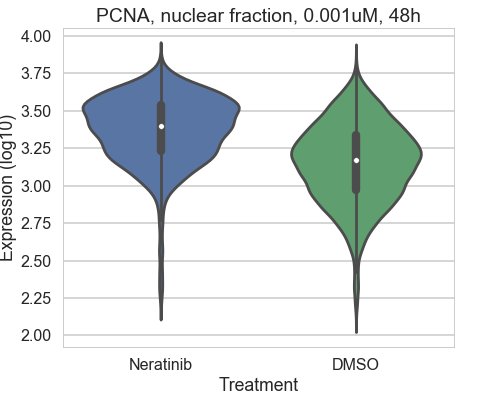 PCNA, nuclear fraction, 0.001uM, 48h
4.00
3.75
3.50
3.25
3.00
2.75
2.50
2.25
2.00
Expression (log10)
Neratinib
DMSO
Treatment